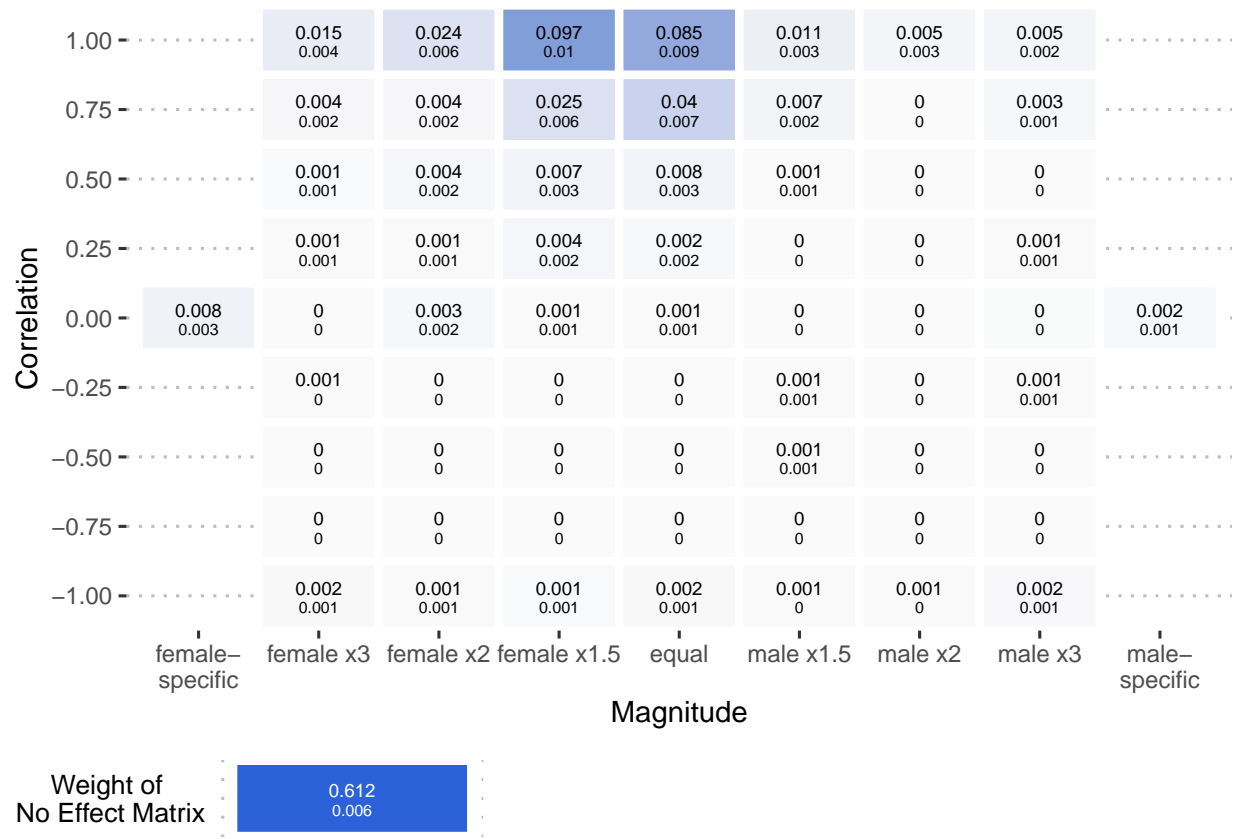 1.00
0.015 0.024 0.097 0.085 0.011 0.005 0.005
0.004 0.006 0.01 0.009 0.003 0.003 0.002
0.75
0.004 0.004 0.025 0.04 0.007 0 0.003
0.002 0.002 0.006 0.007 0.002 0 0.001
0.50
0.001 0.004 0.007 0.008 0.001 0 0
0.001 0.002 0.003 0.003 0.001 0 0
0.25
0.001 0.001 0.004 0.002 0 0 0.001
0.001 0.001 0.002 0.002 0 0 0.001
0.00
0.008 0 0.003 0.001 0.001 0 0 0 0.002
0.003 0 0.002 0.001 0.001 0 0 0 0.001
−0.25
0.001 0 0 0 0.001 0 0.001
0 0 0 0 0.001 0 0.001
−0.50
0 0 0 0 0.001 0 0
0 0 0 0 0.001 0 0
−0.75
0 0 0 0 0 0 0
0 0 0 0 0 0 0
−1.00
0.002 0.001 0.001 0.002 0.001 0.001 0.002
0.001 0.001 0.001 0.001 0 0 0.001
Correlation
female− female x3 female x2 female x1.5 equal male x1.5 male x2 male x3 male−
specific specific
Magnitude
Weight of
No Effect Matrix
0.612
0.006